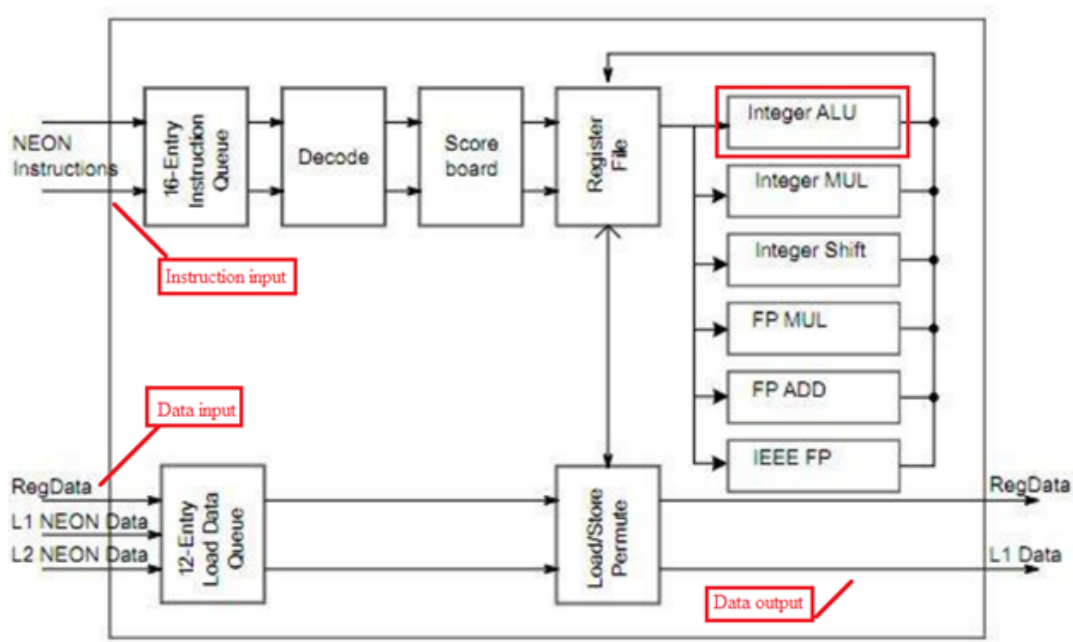 NEON
Instructions
16-Entry
Instruction
Queue
Decode
Score
board
Register
File
Integer ALU
Integer MUL
Integer Shift
FP MUL
FP ADD
IEEE FP
Instruction input
Data input
RegData
L1 NEON Data
L2 NEON Data
12-Entry
Load Data
Queue
Load/Store
Permute
RegData
L1 Data
Data output